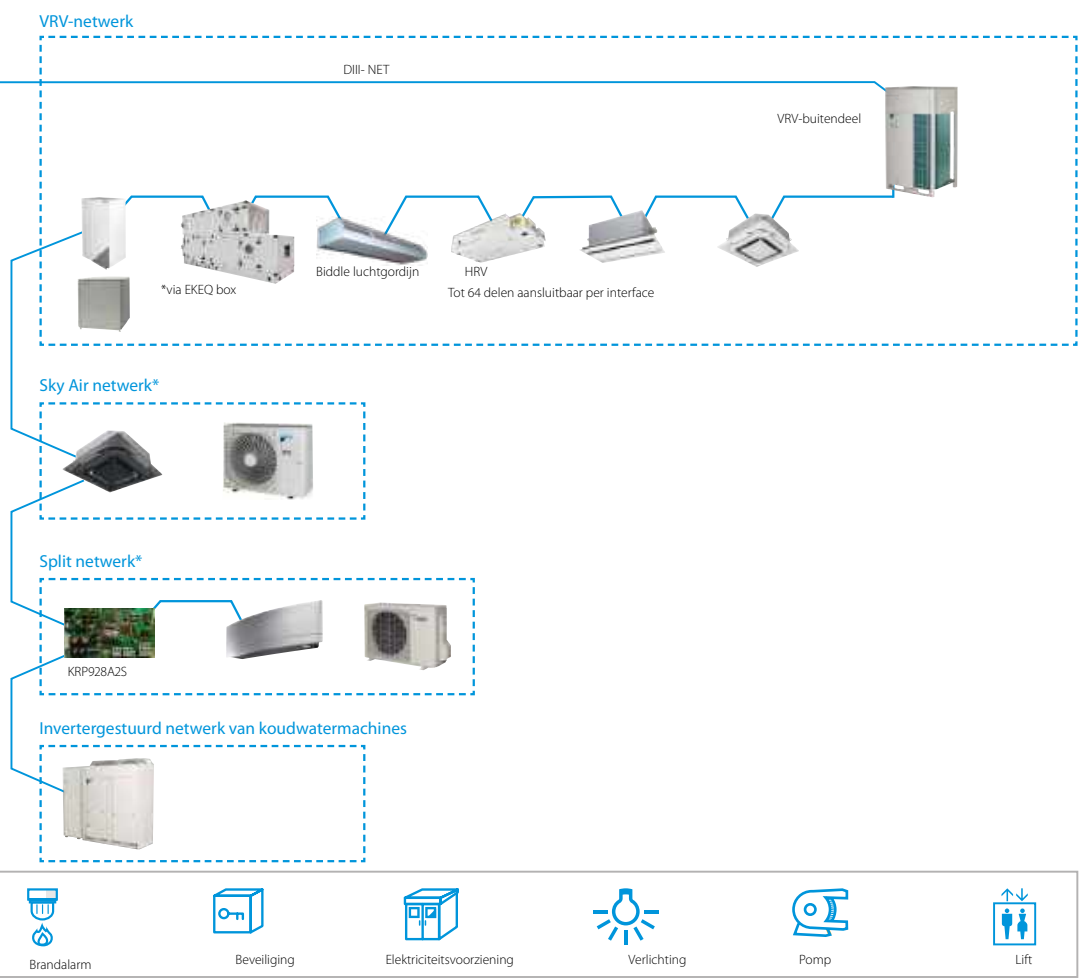 VRV-netwerk
DIII- NET
VRV-buitendeel
Biddle luchtgordijn
HRV
*via EKEQ box
Tot 64 delen aansluitbaar per interface
Sky Air netwerk*
Split netwerk*
KRP928A2S
Invertergestuurd netwerk van koudwatermachines
Brandalarm
Beveiliging
Elektriciteitsvoorziening
Verlichting
Pomp
Lift